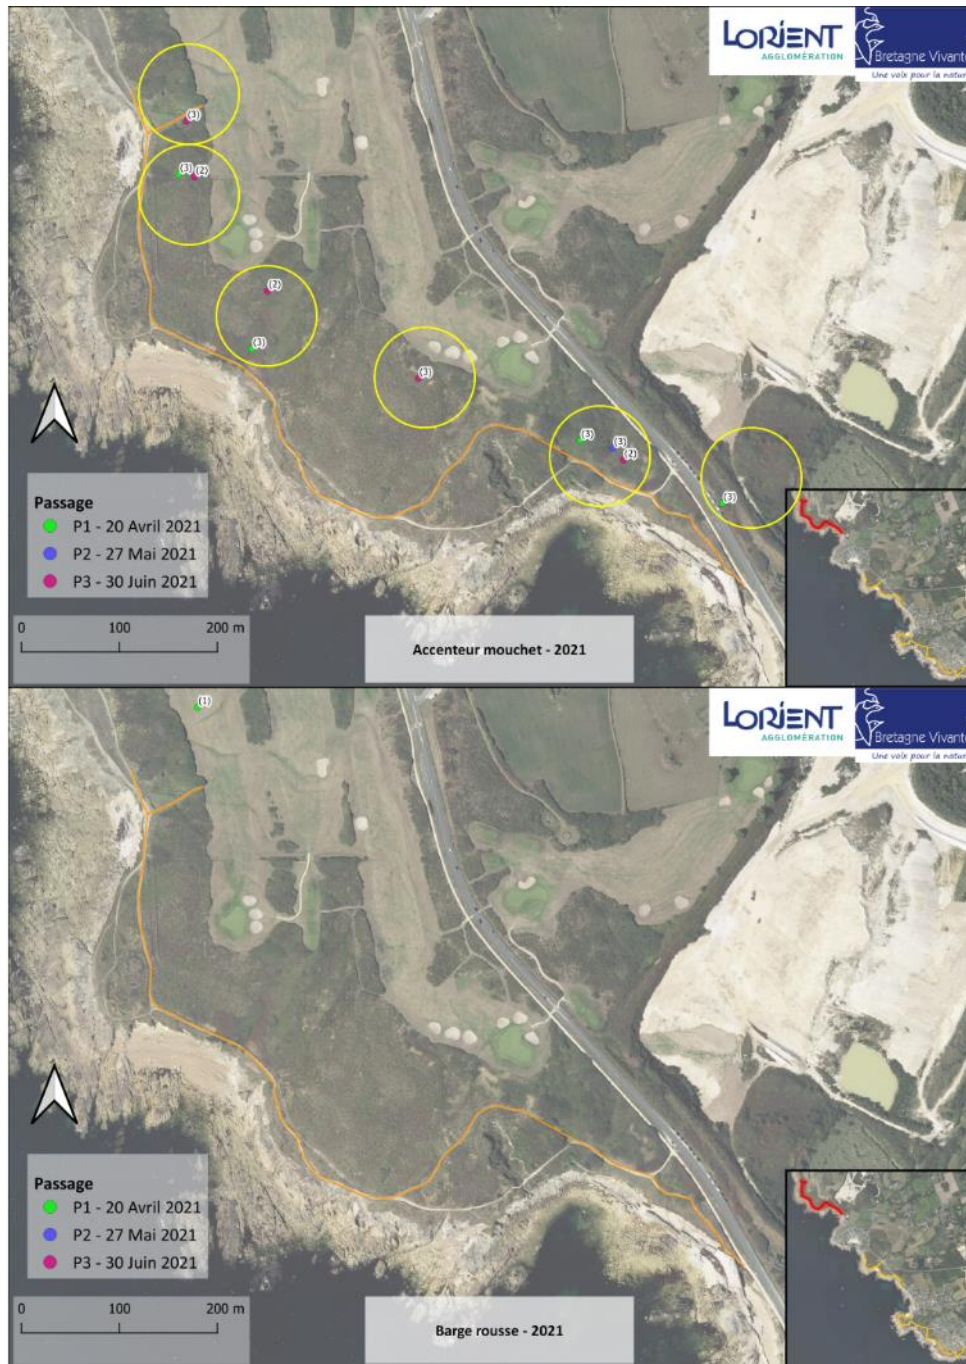 LORIENT
AGGLOMÉRATION
Bretagne Vivante
Une voix pour la nature
(3)
(3)
(2)
(2)
(3)
(3)
(3)
(3)
(2)
(3)
Passage
P1 - 20 Avril 2021
P2 - 27 Mai 2021
P3 - 30 Juin 2021
0 100 200 m
Accenteur mouchet - 2021
(1)
LORIENT
AGGLOMÉRATION
Bretagne Vivante
Une voix pour la nature
Passage
P1 - 20 Avril 2021
P2 - 27 Mai 2021
P3 - 30 Juin 2021
0 100 200 m
Barge rousse - 2021